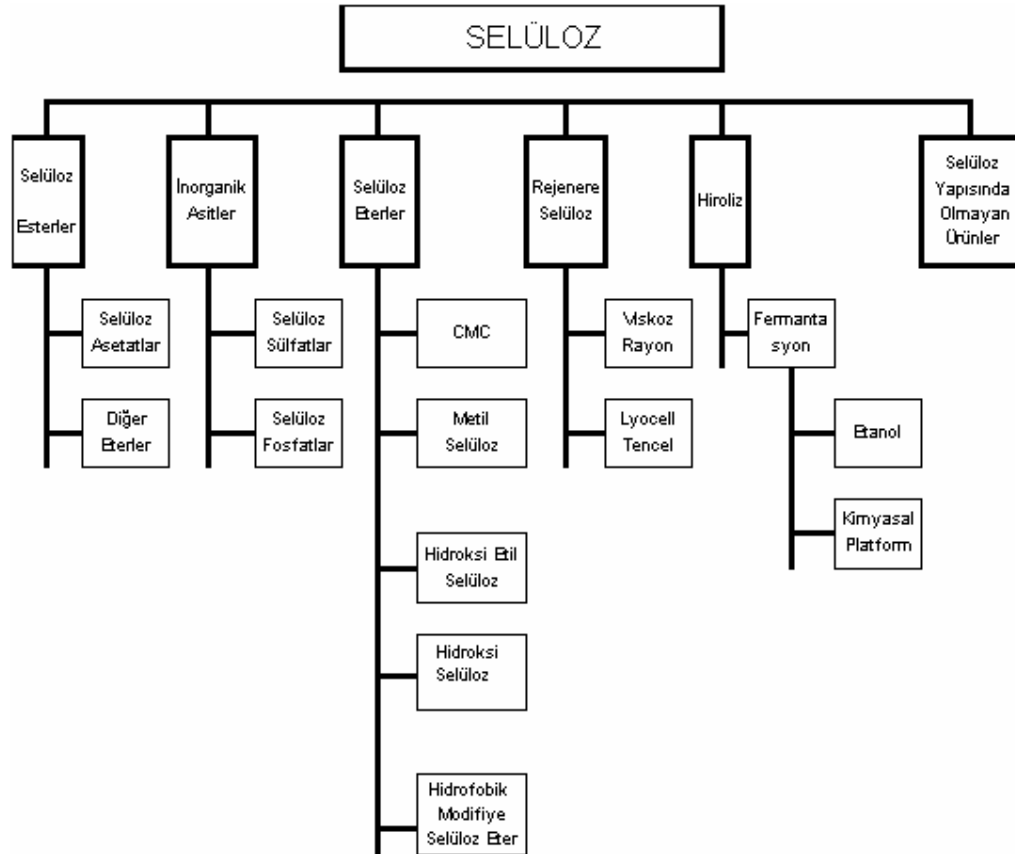 SELÜLOZ
Selüloz
Esterler
İnorganik
Asitler
Selüloz
Eterler
Rejenere
Selüloz
Hiroliz
Selüloz
Yapısında
Olmayan
Ürünler
Selüloz
Asetatlar
Diğer
Eterler
Selüloz
Sülfatlar
Selüloz
Fosfatlar
CMC
Metil
Selüloz
Hidroksi Etil
Selüloz
Hidroksi
Selüloz
Hidrofobik
Modifiye
Selüloz Eter
Viskoz
Rayon
Lyocell
Tencel
Fermanta
syon
Etanol
Kimyasal
Platform